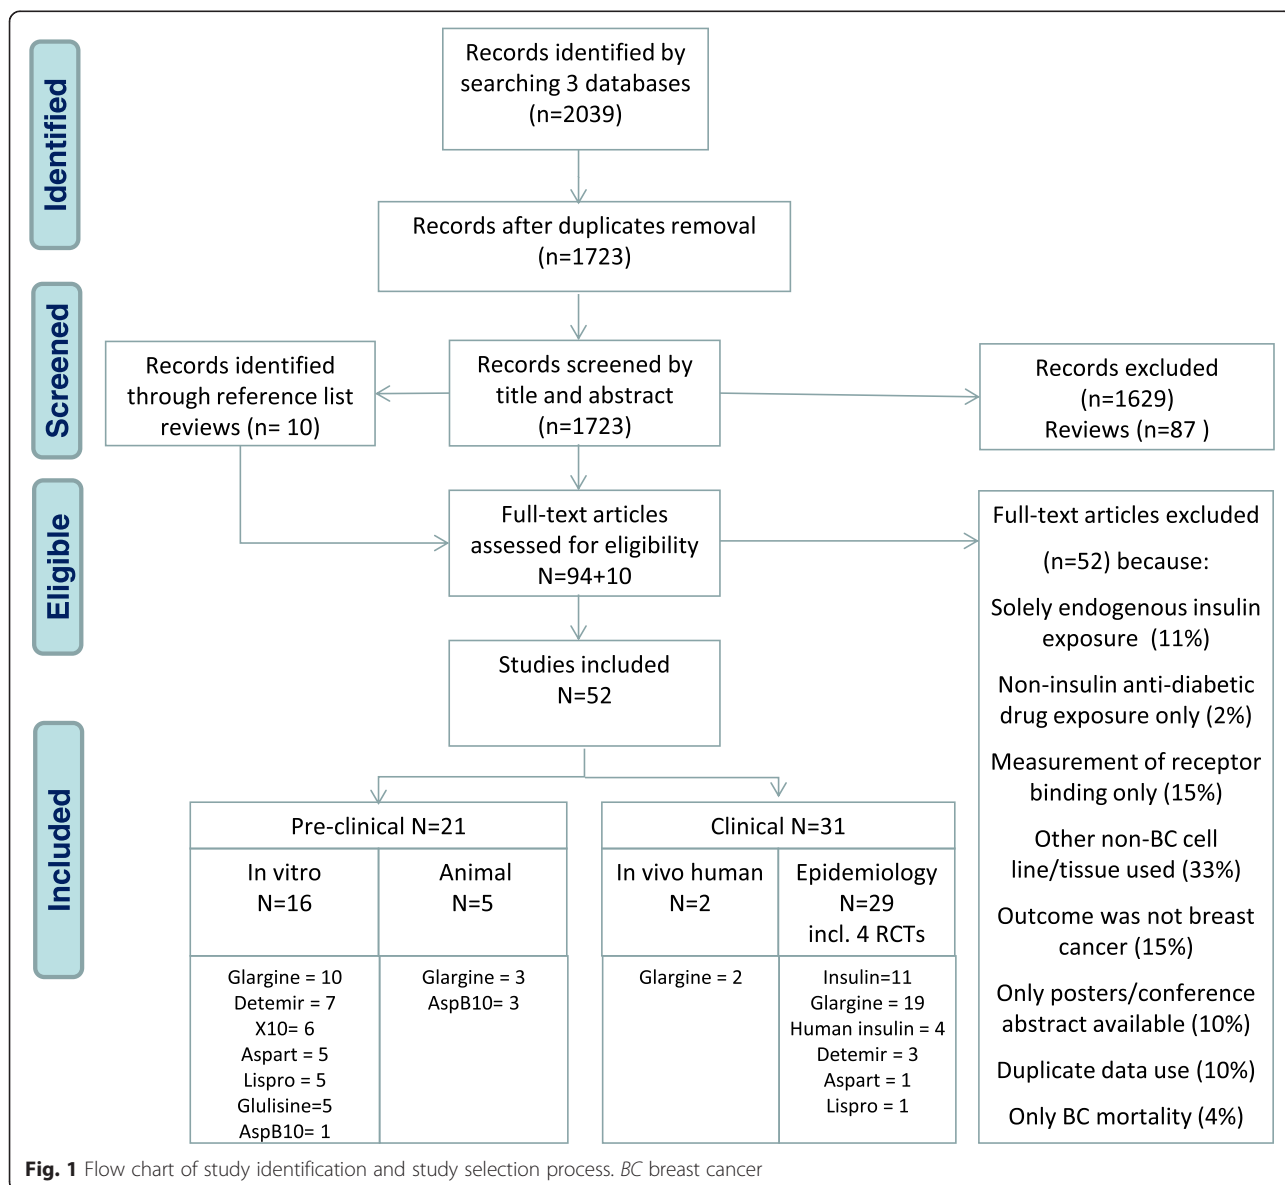 Identified
Records identified by
searching 3 databases
(n=2039)
Records after duplicates removal
(n=1723)
Screened
Records identified
through reference list
reviews (n= 10)
Records screened by
title and abstract
(n=1723)
Records excluded
(n=1629)
Reviews (n=87 )
Eligible
Full-text articles
assessed for eligibility
N=94+10
Full-text articles excluded
(n=52) because:
Solely endogenous insulin
exposure (11%)
Non-insulin anti-diabetic
drug exposure only (2%)
Measurement of receptor
binding only (15%)
Other non-BC cell
line/tissue used (33%)
Outcome was not breast
cancer (15%)
Only posters/conference
abstract available (10%)
Duplicate data use (10%)
Only BC mortality (4%)
Studies included
N=52
Included
Pre-clinical N=21
In vitro
N=16
Animal
N=5
Glargine = 10
Detemir = 7
X10= 6
Aspart = 5
Lispro = 5
Glulisine=5
AspB10= 1
Glargine = 3
AspB10= 3
Clinical N=31
In vivo human
N=2
Epidemiology
N=29
incl. 4 RCTs
Glargine = 2
Insulin=11
Glargine = 19
Human insulin = 4
Detemir = 3
Aspart = 1
Lispro = 1
Fig. 1 Flow chart of study identification and study selection process. BC breast cancer